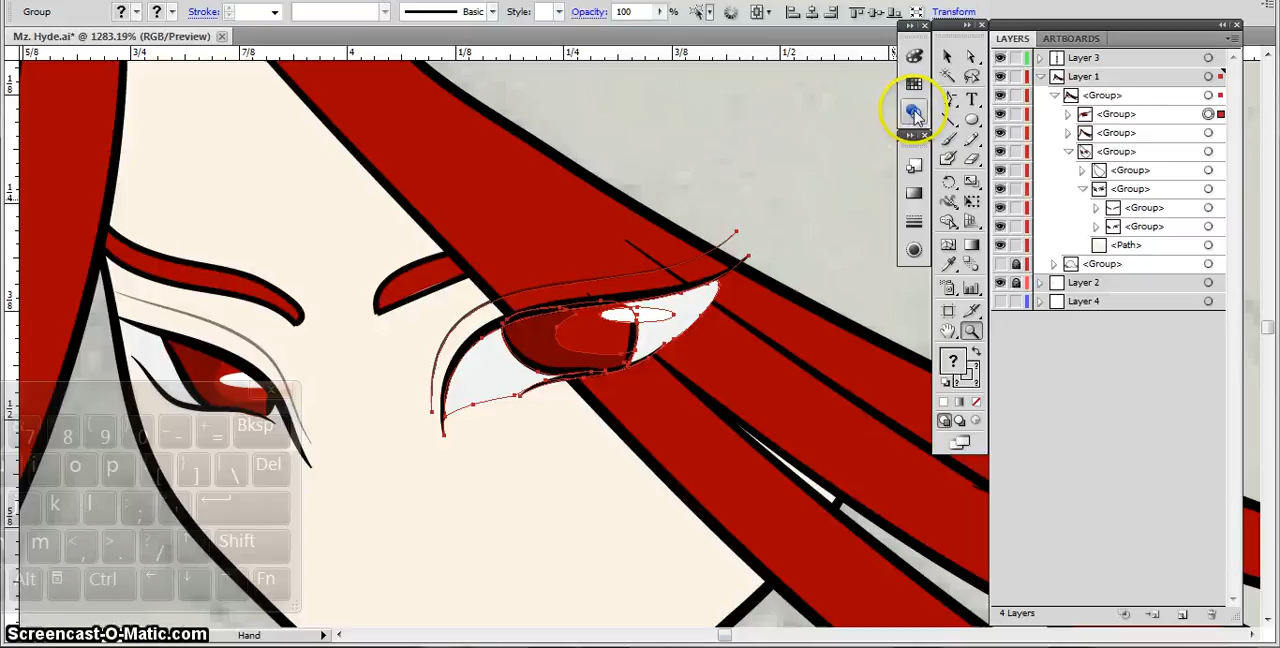 Group ? ? Stroke: Basic Style: Opacity: 100 % Transform
Mz. Hyde.ai* @ 1283.19% (RGB/Preview)
5/8 3/4 7/8 4 1/8 1/4 3/8 1/2
LAYERS ARTBOARDS
Layer 3
Layer 1
<Group>
<Group>
<Group>
<Group>
<Group>
<Group>
<Group>
<Group>
<Path>
<Group>
Layer 2
Layer 4
4 Layers
7 8 9 - + = Bksp
i o p [ ] \ Del
k l ; '
m < , > . ? / Shift
Alt Ctrl Fn
Screencast-O-Matic.com Hand